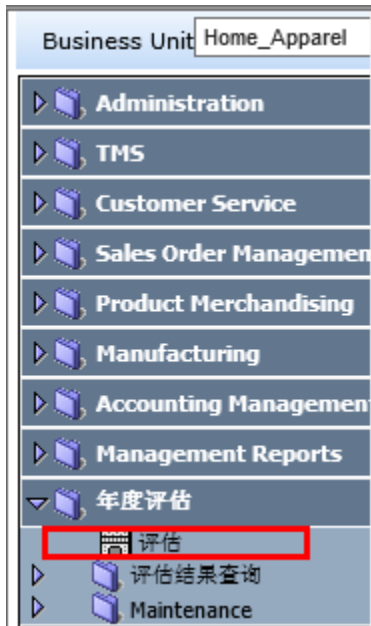 Business Unit Home_Apparel
Administration
TMS
Customer Service
Sales Order Managemen
Product Merchandising
Manufacturing
Accounting Managemen
Management Reports
年度评估
评估
评估结果查询
Maintenance